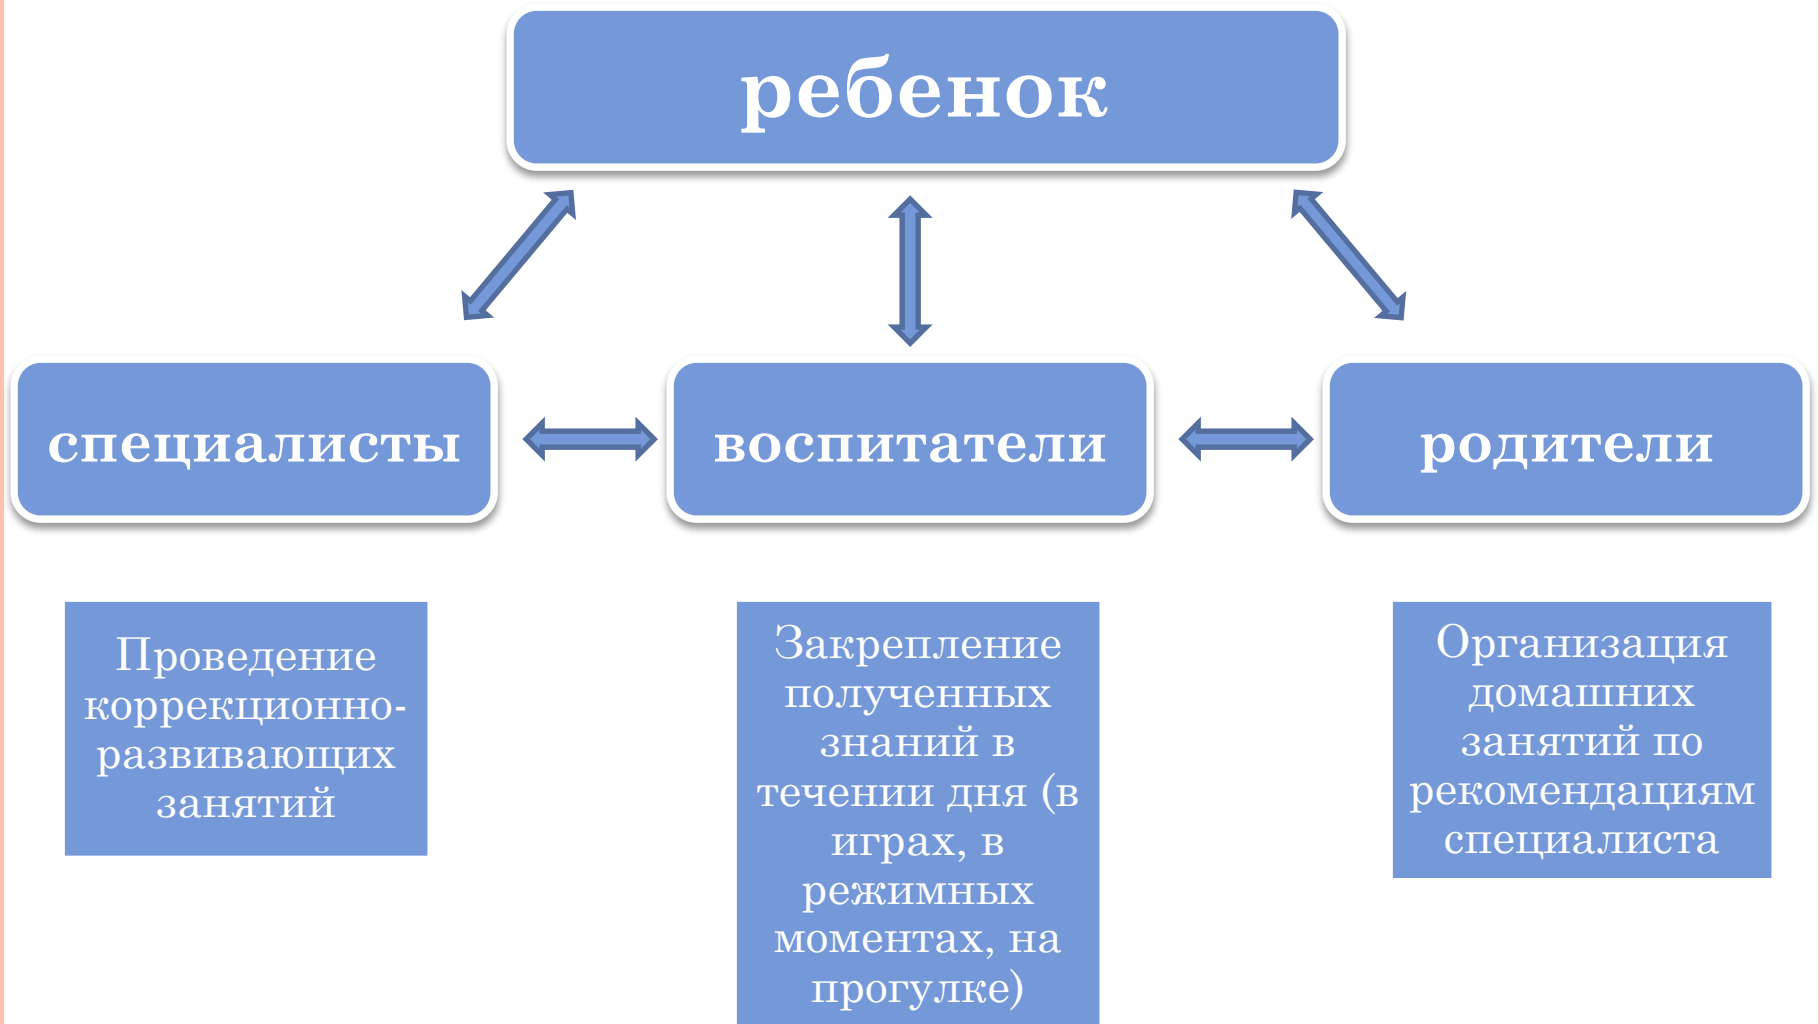 ребенок
специалисты
воспитатели
родители
Проведение
коррекционно-
развивающих
занятий
Закрепление
полученных
знаний в
течении дня (в
играх, в
режимных
моментах, на
прогулке)
Организация
домашних
занятий по
рекомендациям
специалиста